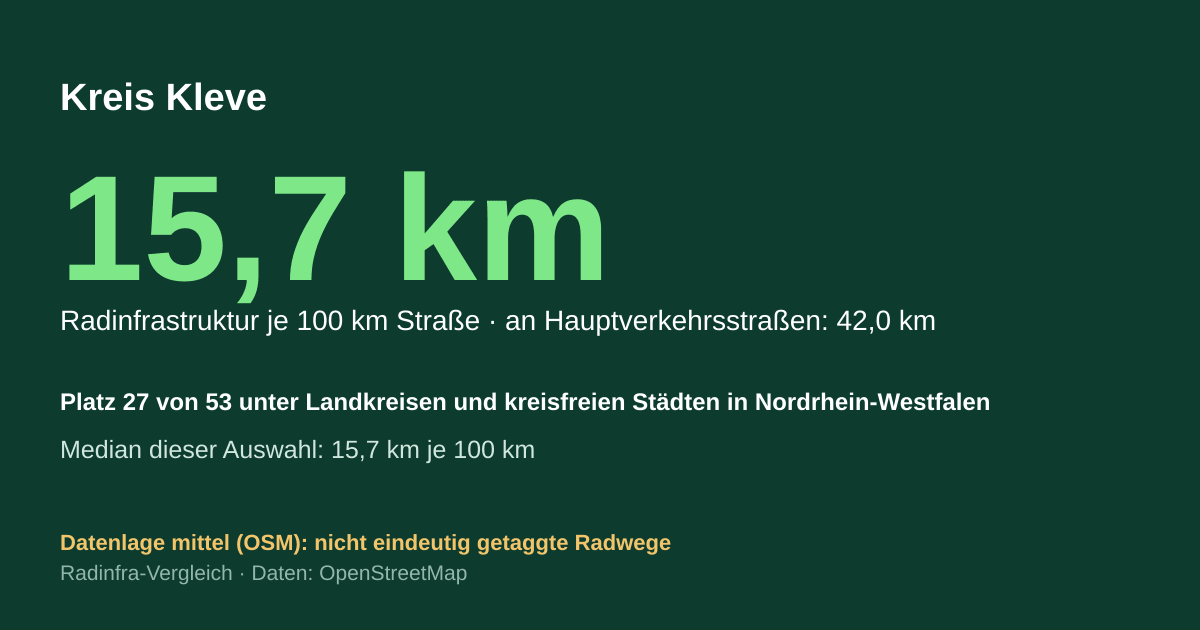 Kreis Kleve
15,7 km
Radinfrastruktur je 100 km Straße · an Hauptverkehrsstraßen: 42,0 km
Platz 27 von 53 unter Landkreisen und kreisfreien Städten in Nordrhein-Westfalen
Median dieser Auswahl: 15,7 km je 100 km
Datenlage mittel (OSM): nicht eindeutig getaggte Radwege
Radinfra-Vergleich · Daten: OpenStreetMap